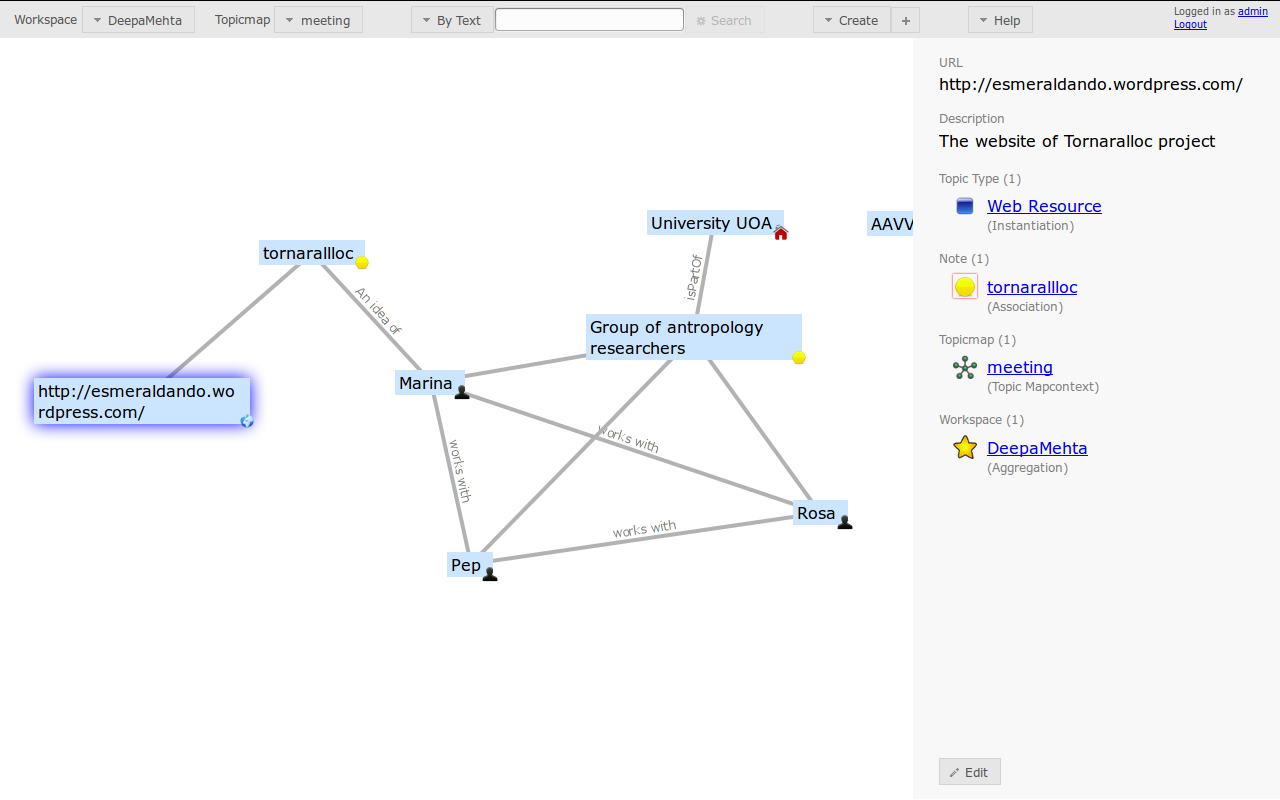 Workspace DeepaMehta Topicmap meeting By Text Search Create + Help
Logged in as admin
Logout
URL
http://esmeraldando.wordpress.com/
Description
The website of Tornaralloc project
Topic Type (1)
Web Resource
(Instantiation)
Note (1)
tornarallloc
(Association)
Topicmap (1)
meeting
(Topic Mapcontext)
Workspace (1)
DeepaMehta
(Aggregation)
Edit
University UOA
AAVV
tornarallloc
isPartOf
An idea of
Group of antropology
researchers
Marina
http://esmeraldando.wo
rdpress.com/
works with
works with
Rosa
works with
Pep